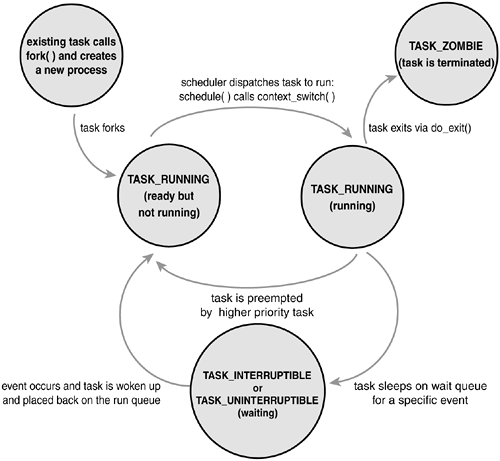 existing task calls
fork( ) and creates
a new process
TASK_ZOMBIE
(task is terminated)
scheduler dispatches task to run:
schedule( ) calls context_switch( )
task forks
task exits via do_exit()
TASK_RUNNING
(ready but
not running)
TASK_RUNNING
(running)
task is preempted
by higher priority task
event occurs and task is woken up
and placed back on the run queue
TASK_INTERRUPTIBLE
or
TASK_UNINTERRUPTIBLE
(waiting)
task sleeps on wait queue
for a specific event